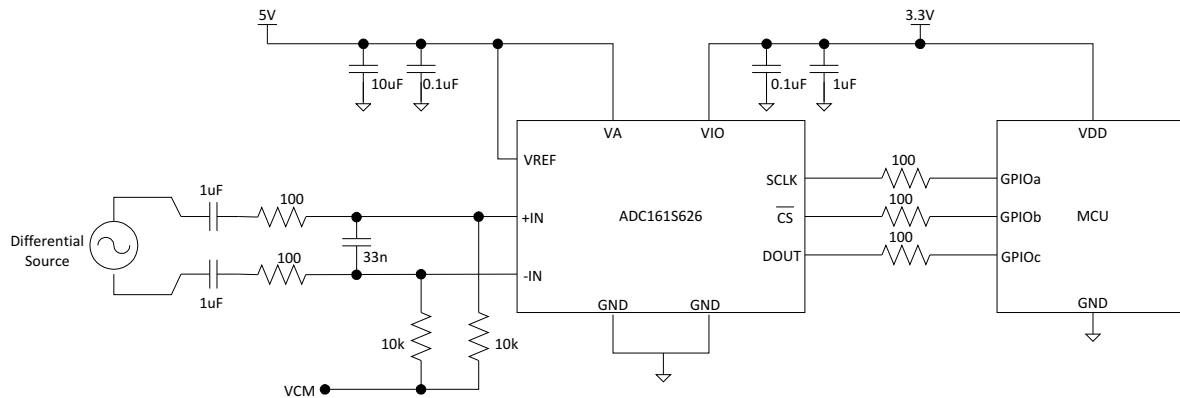 5V
3.3V
10uF
0.1uF
0.1uF
1uF
VA
VIO
VDD
VREF
SCLK
100
GPIOa
1uF
100
+IN
ADC161S626
CS
100
GPIOb
MCU
Differential
Source
33n
100
-IN
DOUT
100
GPIOc
1uF
GND
GND
GND
10k
10k
VCM